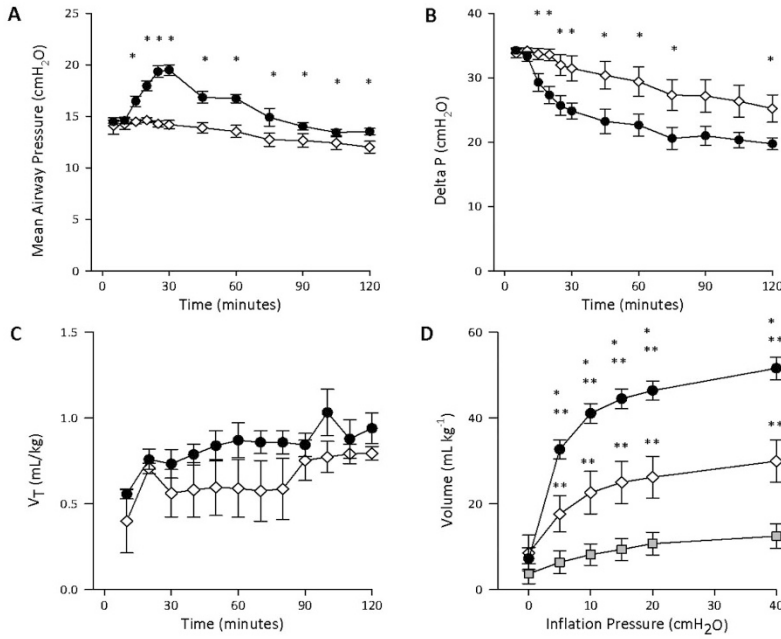 A
Mean Airway Pressure (cmH2O)
25
20
15
10
5
0
* * * * * * * * * *
0 30 60 90 120
Time (minutes)
B
Delta P (cmH2O)
40
30
20
10
0
* * * * * * * *
0 30 60 90 120
Time (minutes)
C
VT (mL/kg)
1.5
1.0
0.5
0.0
0 30 60 90 120
Time (minutes)
D
Volume (mL kg-1)
60
40
20
0
* * * * *
** ** ** ** **
** ** ** ** **
0 10 20 30 40
Inflation Pressure (cmH2O)